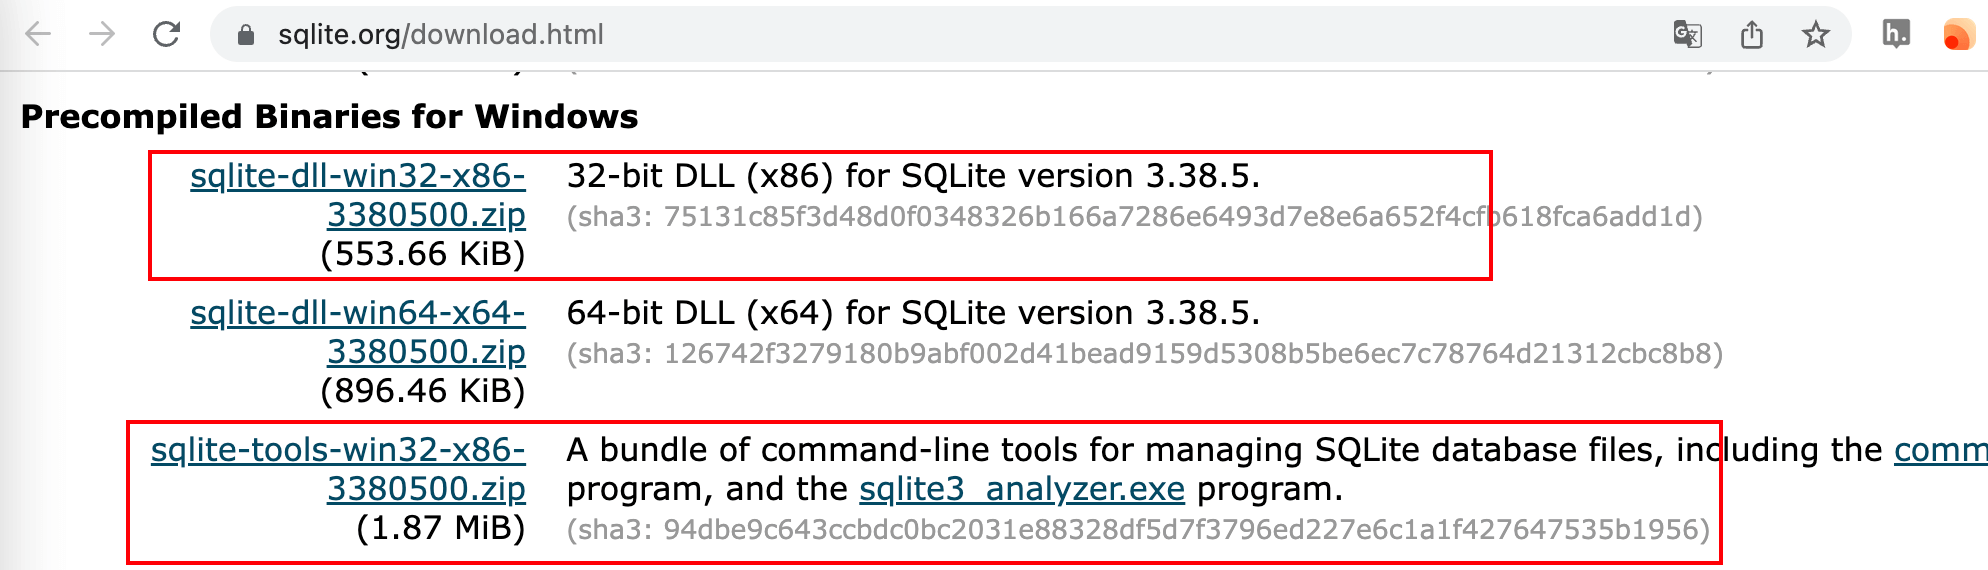 sqlite.org/download.html
Precompiled Binaries for Windows
sqlite-dll-win32-x86- 32-bit DLL (x86) for SQLite version 3.38.5.
3380500.zip (sha3: 75131c85f3d48d0f0348326b166a7286e6493d7e8e6a652f4cfb618fca6add1d)
(553.66 KiB)
sqlite-dll-win64-x64- 64-bit DLL (x64) for SQLite version 3.38.5.
3380500.zip (sha3: 126742f3279180b9abf002d41bead9159d5308b5be6ec7c78764d21312cbc8b8)
(896.46 KiB)
sqlite-tools-win32-x86- A bundle of command-line tools for managing SQLite database files, including the comm
3380500.zip program, and the sqlite3_analyzer.exe program.
(1.87 MiB) (sha3: 94dbe9c643ccbdc0bc2031e88328df5d7f3796ed227e6c1a1f427647535b1956)